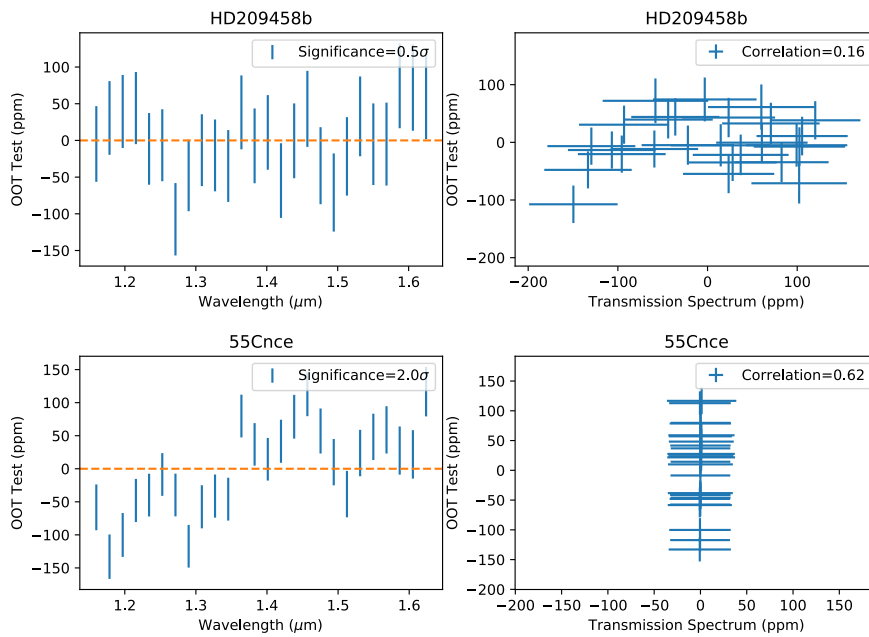 HD209458b
Significance=0.5σ
OOT Test (ppm)
100
50
0
−50
−100
−150
1.2
1.3
1.4
1.5
1.6
Wavelength (μm)
HD209458b
Correlation=0.16
OOT Test (ppm)
100
0
−100
−200
−200
−100
0
100
Transmission Spectrum (ppm)
55Cnce
Significance=2.0σ
OOT Test (ppm)
150
100
50
0
−50
−100
−150
1.2
1.3
1.4
1.5
1.6
Wavelength (μm)
55Cnce
Correlation=0.62
OOT Test (ppm)
150
100
50
0
−50
−100
−150
−200
−200
−150
−100
−50
0
50
100
150
Transmission Spectrum (ppm)